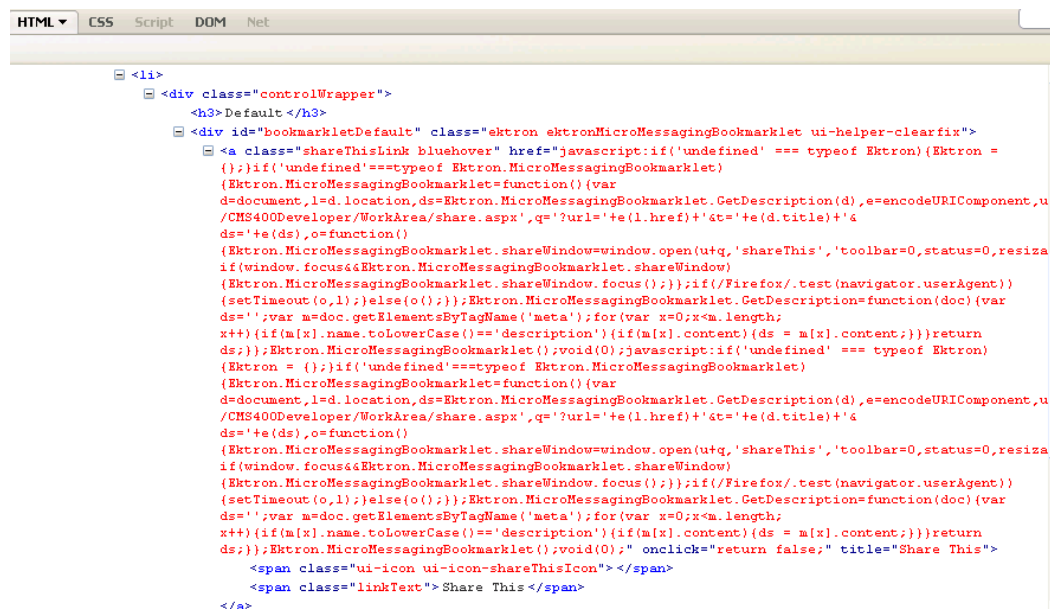 HTML ▾ CSS Script DOM Net
<li>
<div class="controlWrapper">
<h3>Default</h3>
<div id="bookmarkletDefault" class="ektron ektronMicroMessagingBookmarklet ui-helper-clearfix">
<a class="shareThisLink bluehover" href="javascript:if('undefined' === typeof Ektron){Ektron =
{};}if('undefined'===typeof Ektron.MicroMessagingBookmarklet)
{Ektron.MicroMessagingBookmarklet=function(){var
d=document,l=d.location,ds=Ektron.MicroMessagingBookmarklet.GetDescription(d),e=encodeURIComponent,u
/CMS400Developer/WorkArea/share.aspx',q='?url='+e(l.href)+'&t='+e(d.title)+'&
ds='+e(ds),o=function()
{Ektron.MicroMessagingBookmarklet.shareWindow=window.open(u+q,'shareThis','toolbar=0,status=0,resiza
if(window.focus&&Ektron.MicroMessagingBookmarklet.shareWindow)
{Ektron.MicroMessagingBookmarklet.shareWindow.focus();}};if(/Firefox/.test(navigator.userAgent))
{setTimeout(o,1);}else{o();}};Ektron.MicroMessagingBookmarklet.GetDescription=function(doc){var
ds='';var m=doc.getElementsByTagName('meta');for(var x=0;x<m.length;
x++){if(m[x].name.toLowerCase()=='description'){if(m[x].content){ds = m[x].content;}}}return
ds;}};Ektron.MicroMessagingBookmarklet();void(0);javascript:if('undefined' === typeof Ektron)
{Ektron = {};}if('undefined'===typeof Ektron.MicroMessagingBookmarklet)
{Ektron.MicroMessagingBookmarklet=function(){var
d=document,l=d.location,ds=Ektron.MicroMessagingBookmarklet.GetDescription(d),e=encodeURIComponent,u
/CMS400Developer/WorkArea/share.aspx',q='?url='+e(l.href)+'&t='+e(d.title)+'&
ds='+e(ds),o=function()
{Ektron.MicroMessagingBookmarklet.shareWindow=window.open(u+q,'shareThis','toolbar=0,status=0,resiza
if(window.focus&&Ektron.MicroMessagingBookmarklet.shareWindow)
{Ektron.MicroMessagingBookmarklet.shareWindow.focus();}};if(/Firefox/.test(navigator.userAgent))
{setTimeout(o,1);}else{o();}};Ektron.MicroMessagingBookmarklet.GetDescription=function(doc){var
ds='';var m=doc.getElementsByTagName('meta');for(var x=0;x<m.length;
x++){if(m[x].name.toLowerCase()=='description'){if(m[x].content){ds = m[x].content;}}}return
ds;}};Ektron.MicroMessagingBookmarklet();void(0);" onclick="return false;" title="Share This">
<span class="ui-icon ui-icon-shareThisIcon"></span>
<span class="linkText">Share This</span>
</a>